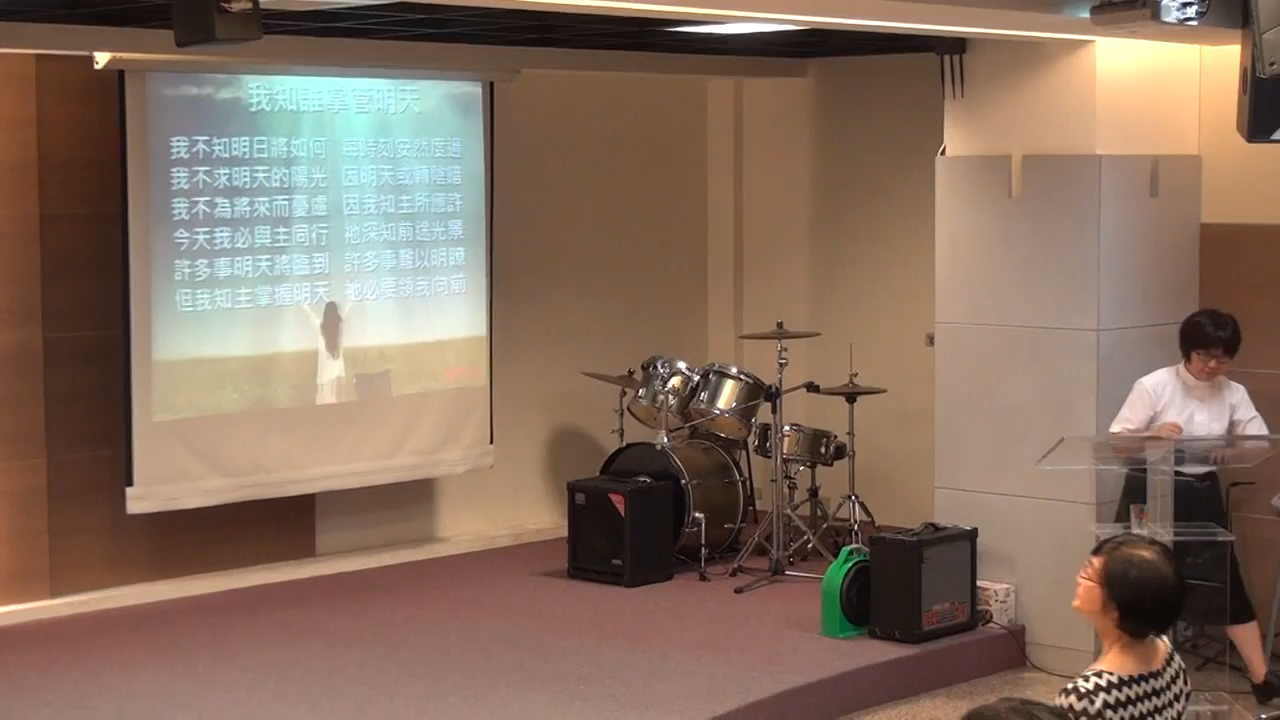 我知誰掌管明天
我不知明日將如何 每時刻安然度過
我不求明天的陽光 因明天或轉陰暗
我不為將來而憂慮 因我知主所應許
今天我必與主同行 祂深知前途光景
許多事明天將臨到 許多事難以明瞭
但我知主掌握明天 祂必要領我向前